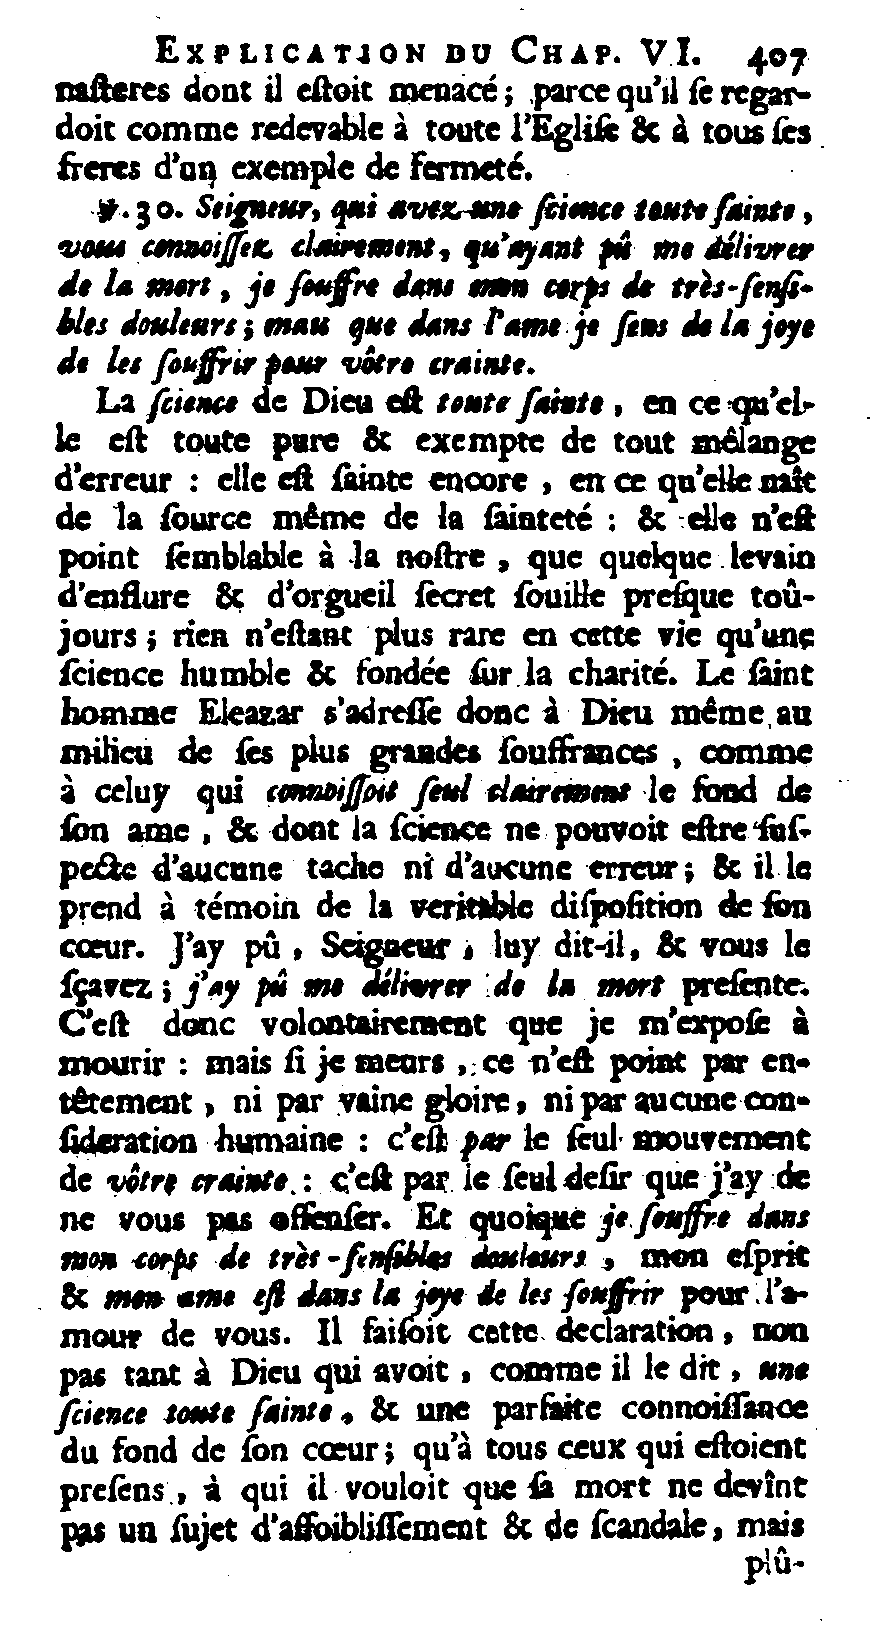 EXPLICATION DU CHAP. VI. 407
nasteres dont il eſtoit menacé; parce qu'il ſe regar-
doit comme redevable à toute l'Egliſe & à tous ſes
freres d'un exemple de fermeté.
℣. 30. Seigneur, qui avez une ſcience toute ſainte,
vous connoiſſez clairement, qu'ayant pû me délivrer
de la mort, je ſouffre dans mon corps de très-ſenſi-
bles douleurs; mais que dans l'ame je ſens de la joye
de les ſouffrir pour vôtre crainte.
La ſcience de Dieu eſt toute ſainte, en ce qu'el-
le eſt toute pure & exempte de tout mêlange
d'erreur : elle eſt ſainte encore, en ce qu'elle naît
de la ſource même de la ſainteté : & elle n'eſt
point ſemblable à la noſtre, que quelque levain
d'enflure & d'orgueil ſecret ſouille preſque toû-
jours; rien n'eſtant plus rare en cette vie qu'une
ſcience humble & fondée ſur la charité. Le ſaint
homme Eleazar s'adreſſe donc à Dieu même au
milieu de ſes plus grandes ſouffrances, comme
à celuy qui connoiſſoit ſeul clairement le fond de
ſon ame, & dont la ſcience ne pouvoit eſtre ſuſ-
pecte d'aucune tache ni d'aucune erreur; & il le
prend à témoin de la veritable diſpoſition de ſon
cœur. J'ay pû, Seigneur, luy dit-il, & vous le
ſçavez; j'ay pû me délivrer de la mort preſente.
C'eſt donc volontairement que je m'expoſe à
mourir : mais ſi je meurs, ce n'eſt point par en-
têtement, ni par vaine gloire, ni par aucune con-
ſideration humaine : c'eſt par le ſeul mouvement
de vôtre crainte : c'eſt par le ſeul deſir que j'ay de
ne vous pas offenſer. Et quoique je ſouffre dans
mon corps de très-ſenſibles douleurs, mon eſprit
& mon ame eſt dans la joye de les ſouffrir pour l'a-
mour de vous. Il faiſoit cette declaration, non
pas tant à Dieu qui avoit, comme il le dit, une
ſcience toute ſainte, & une parfaite connoiſſance
du fond de ſon cœur; qu'à tous ceux qui eſtoient
preſens, à qui il vouloit que ſa mort ne devînt
pas un ſujet d'affoibliſſement & de ſcandale, mais
plû-